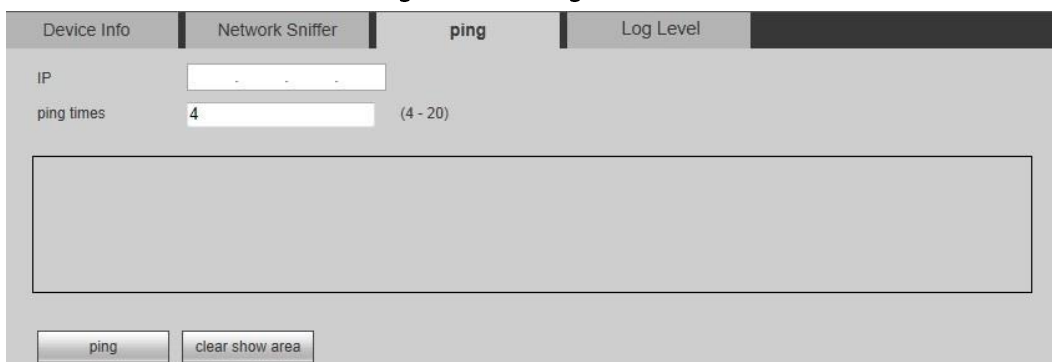 Device Info Network Sniffer ping Log Level
IP . . .
ping times 4 (4 - 20)
ping clear show area